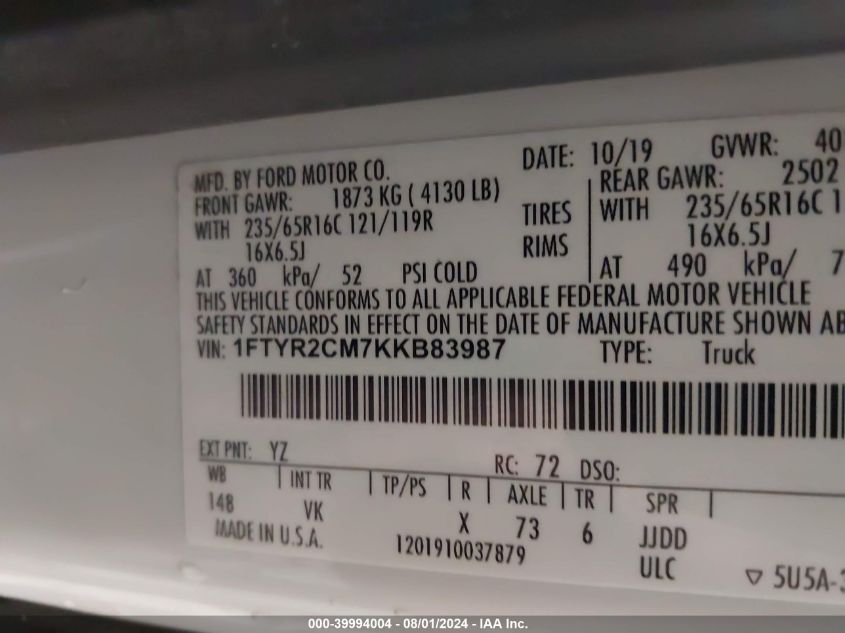 MFD. BY FORD MOTOR CO. DATE: 10/19 GVWR: 40
FRONT GAWR: 1873 KG ( 4130 LB) REAR GAWR: 2502
WITH 235/65R16C 121/119R TIRES WITH 235/65R16C 1
16X6.5J RIMS 16X6.5J
AT 360 kPa/ 52 PSI COLD AT 490 kPa/ 7
THIS VEHICLE CONFORMS TO ALL APPLICABLE FEDERAL MOTOR VEHICLE
SAFETY STANDARDS IN EFFECT ON THE DATE OF MANUFACTURE SHOWN AB
VIN: 1FTYR2CM7KKB83987 TYPE: Truck
EXT PNT: YZ RC: 72 DSO:
WB INT TR TP/PS R AXLE TR SPR
148 VK X 73 6 JJDD
MADE IN U.S.A. 1201910037879 ULC ▽ 5U5A-3
000-39994004 - 08/01/2024 - IAA Inc.